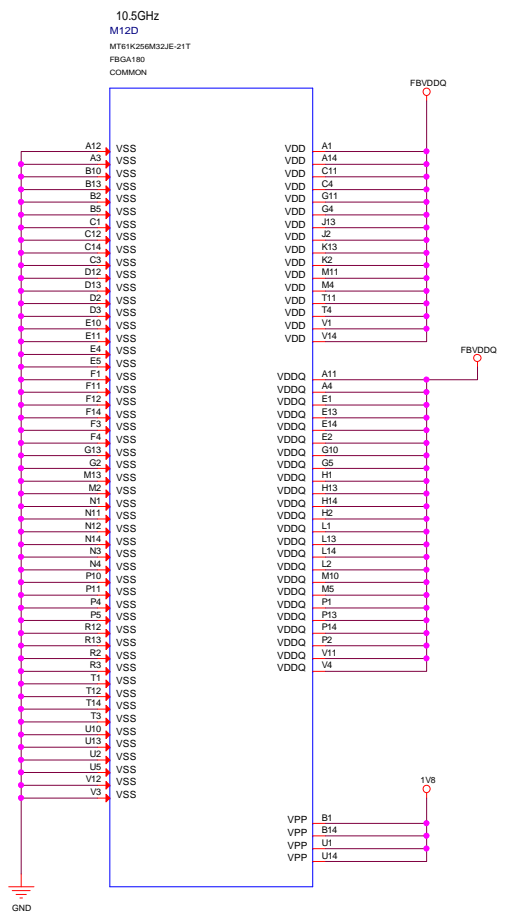 10.5GHz
M12D
MT61K256M32JE-21T
FBGA180
COMMON
FBVDDQ
A12 VSS VDD A1
A3 VSS VDD A14
B10 VSS VDD C11
B13 VSS VDD C4
B2 VSS VDD G11
B5 VSS VDD G4
C1 VSS VDD J13
C12 VSS VDD J2
C14 VSS VDD K13
C3 VSS VDD K2
D12 VSS VDD M11
D13 VSS VDD M4
D2 VSS VDD T11
D3 VSS VDD T4
E10 VSS VDD V1
E11 VSS VDD V14
E4 VSS
FBVDDQ
E5 VSS
F1 VSS VDDQ A11
F11 VSS VDDQ A4
F12 VSS VDDQ E1
F14 VSS VDDQ E13
F3 VSS VDDQ E14
F4 VSS VDDQ E2
G13 VSS VDDQ G10
G2 VSS VDDQ G5
M13 VSS VDDQ H1
M2 VSS VDDQ H13
N1 VSS VDDQ H14
N11 VSS VDDQ H2
N12 VSS VDDQ L1
N14 VSS VDDQ L13
N3 VSS VDDQ L14
N4 VSS VDDQ L2
P10 VSS VDDQ M10
P11 VSS VDDQ M5
P4 VSS VDDQ P1
P5 VSS VDDQ P13
R12 VSS VDDQ P14
R13 VSS VDDQ P2
R2 VSS VDDQ V11
R3 VSS VDDQ V4
T1 VSS
T12 VSS
T14 VSS
T3 VSS
U10 VSS
U13 VSS
U2 VSS
U5 VSS
V12 VSS
1V8
V3 VSS
VPP B1
VPP B14
VPP U1
VPP U14
GND